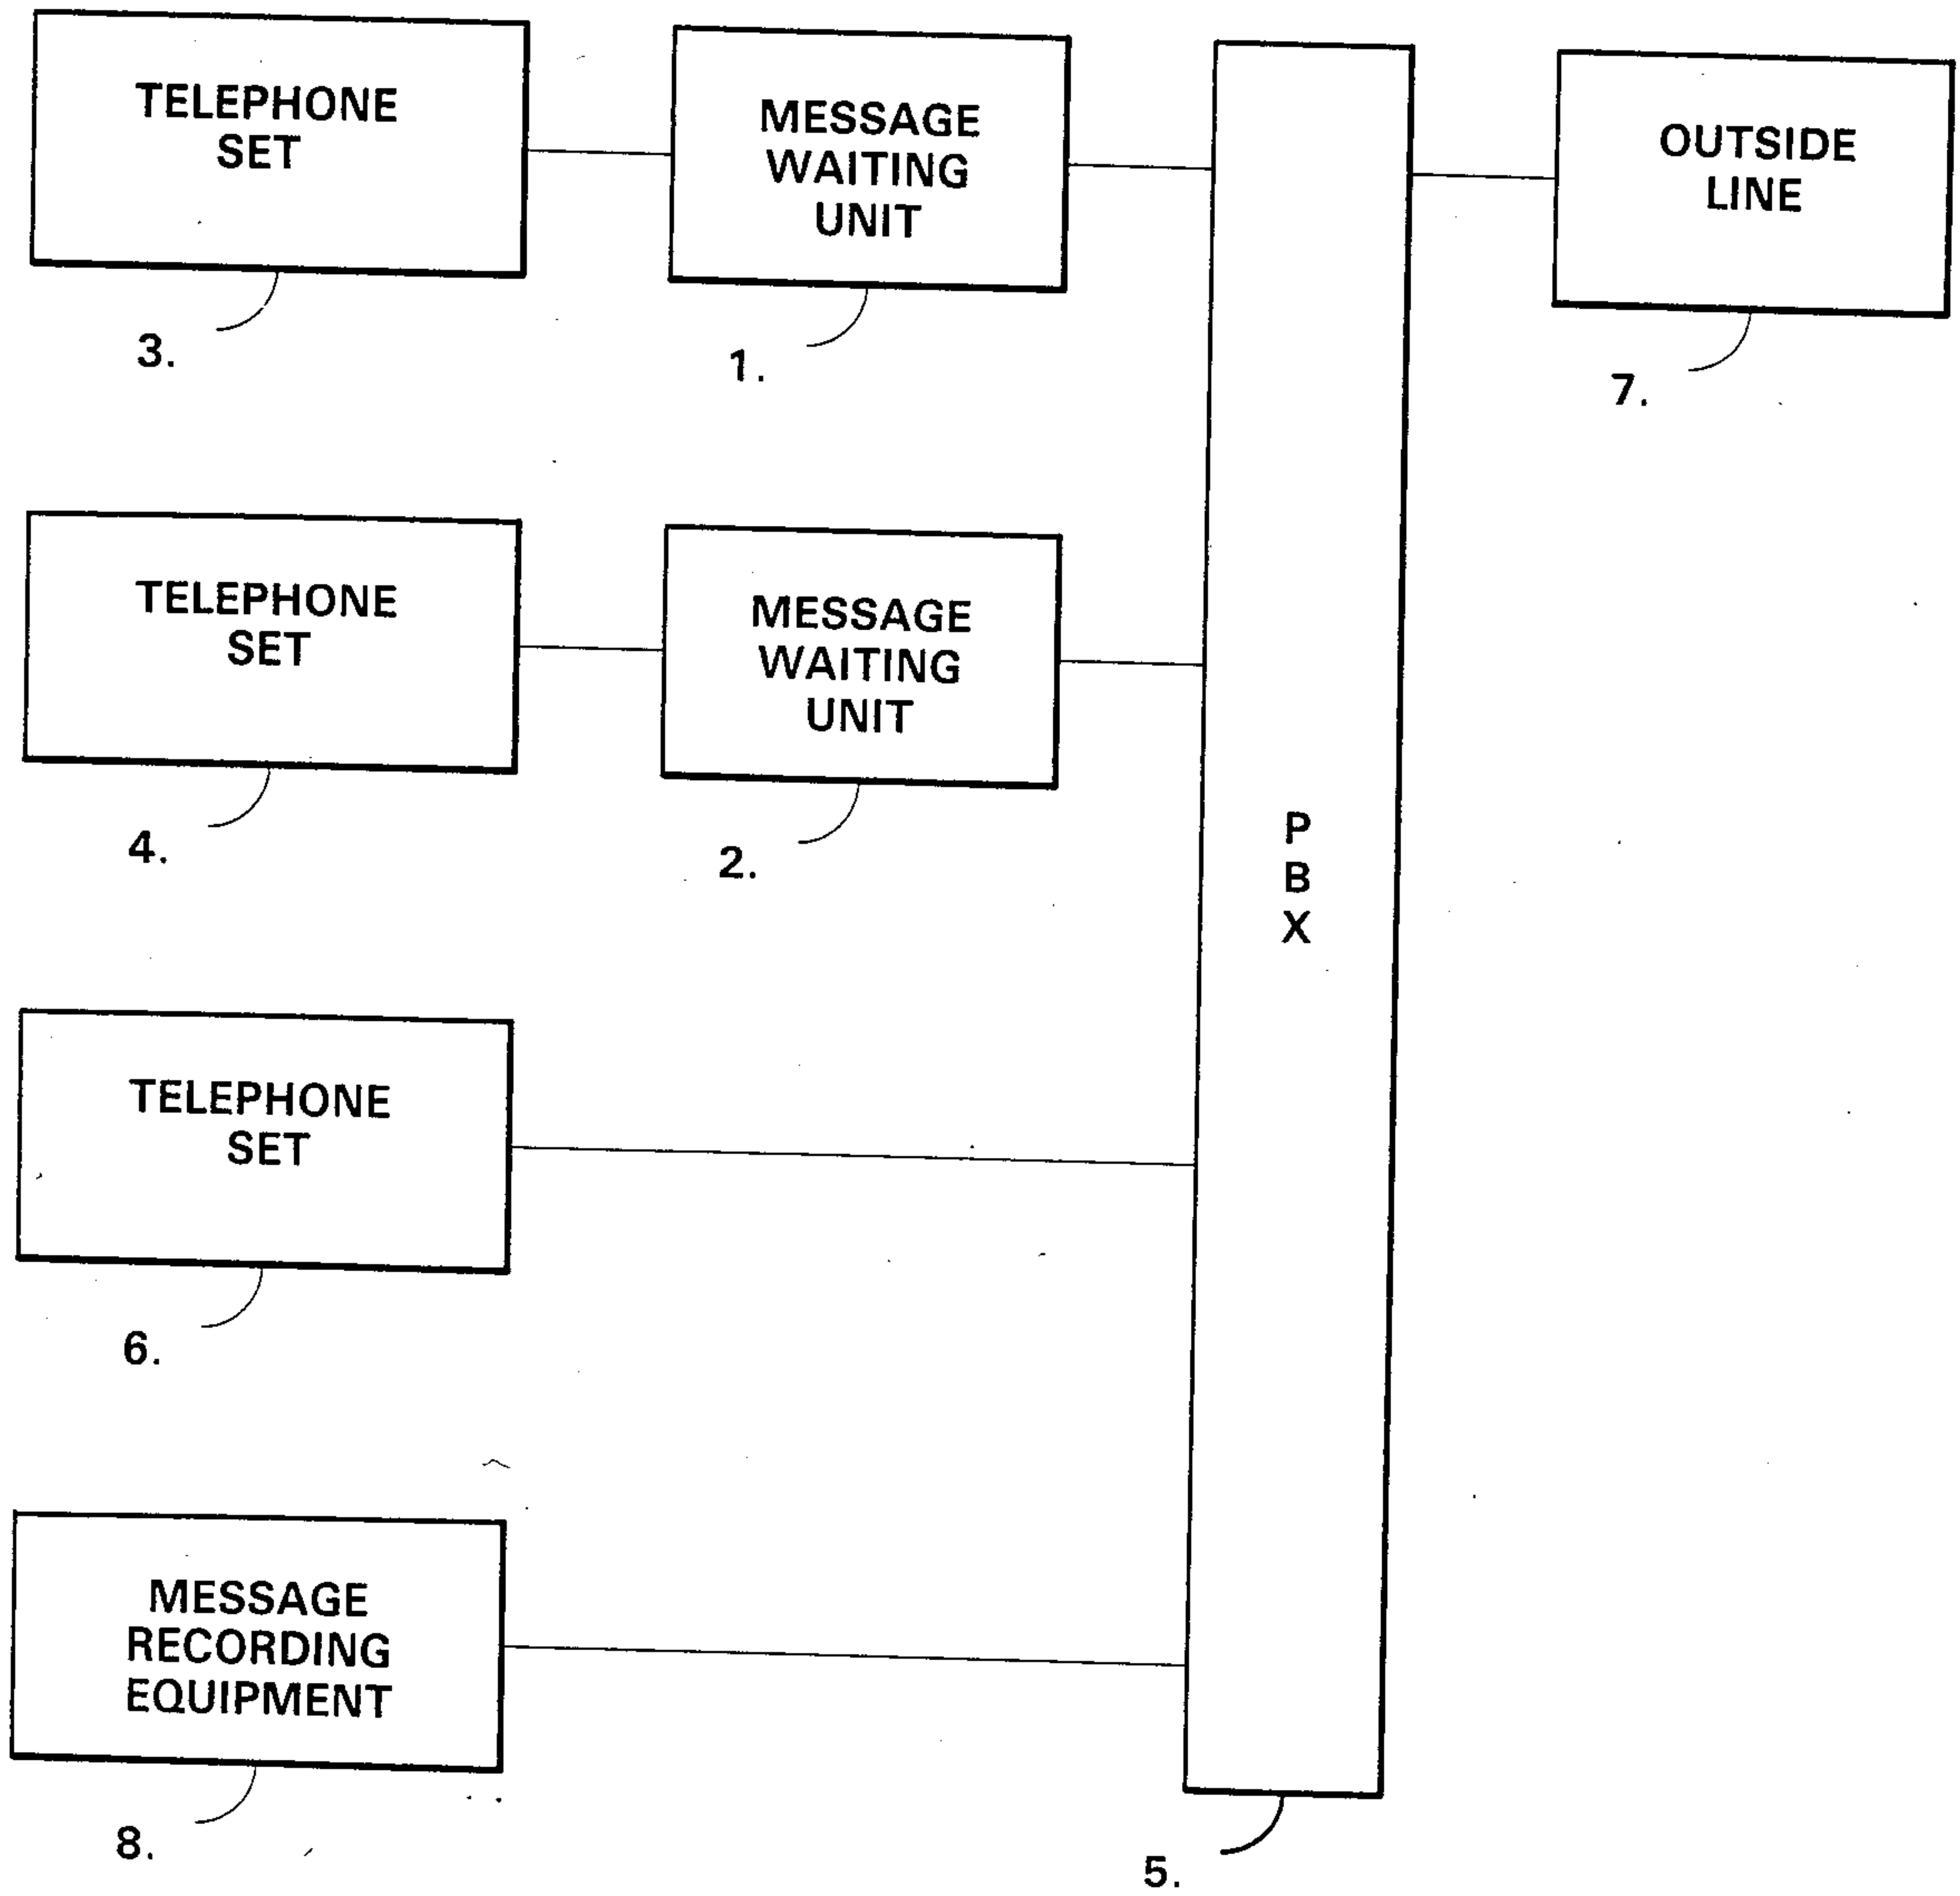 TELEPHONE
SET
3.
MESSAGE
WAITING
UNIT
1.
OUTSIDE
LINE
7.
TELEPHONE
SET
4.
MESSAGE
WAITING
UNIT
2.
P
B
X
5.
TELEPHONE
SET
6.
MESSAGE
RECORDING
EQUIPMENT
8.